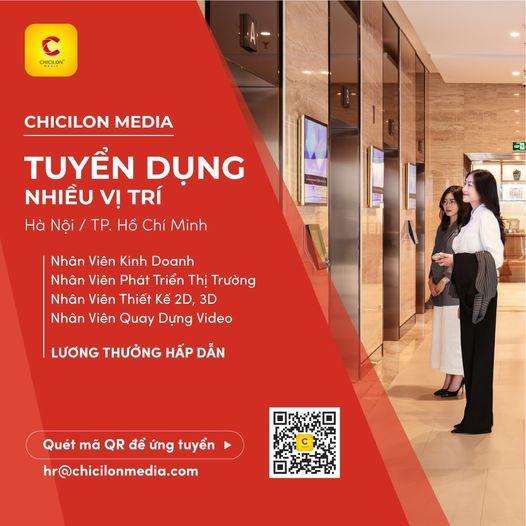 C
CHICILON
MEDIA
CHICILON MEDIA
TUYỂN DỤNG
NHIỀU VỊ TRÍ
Hà Nội / TP. Hồ Chí Minh
Nhân Viên Kinh Doanh
Nhân Viên Phát Triển Thị Trường
Nhân Viên Thiết Kế 2D, 3D
Nhân Viên Quay Dựng Video
LƯƠNG THƯỞNG HẤP DẪN
Quét mã QR để ứng tuyển
hr@chicilonmedia.com
A